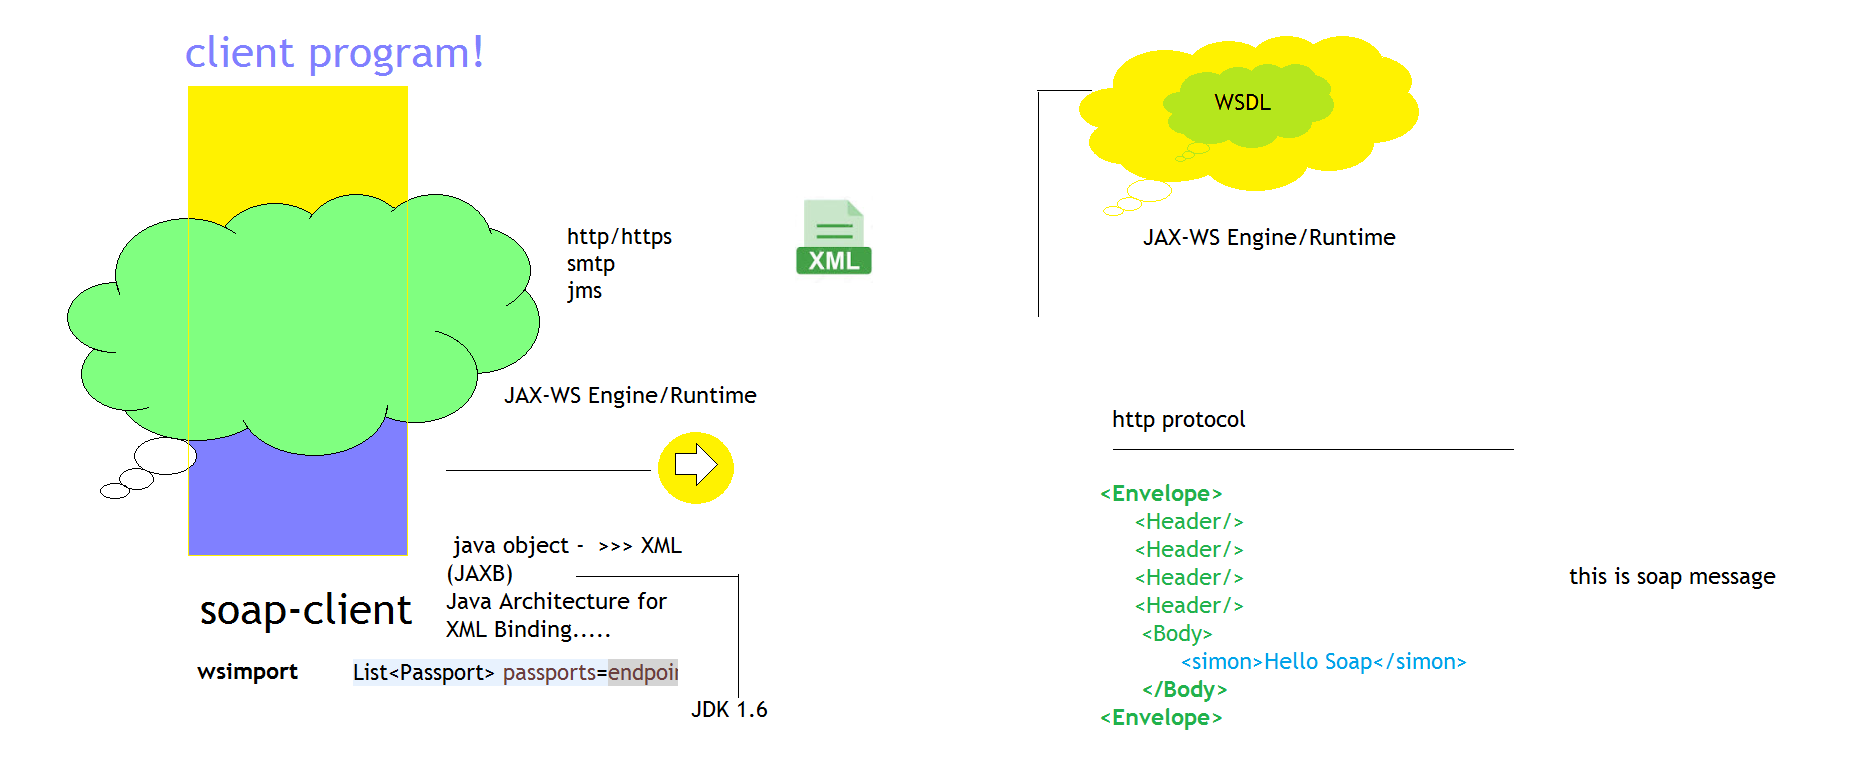 client program!
http/https
smtp
jms
XML
JAX-WS Engine/Runtime
java object - >>> XML
(JAXB)
Java Architecture for
XML Binding.....
soap-client
wsimport
List<Passport> passports=
JDK 1.6
WSDL
JAX-WS Engine/Runtime
http protocol
<Envelope>
<Header/>
<Header/>
<Header/>
<Header/>
<Body>
<simon>Hello Soap</simon>
</Body>
<Envelope>
this is soap message